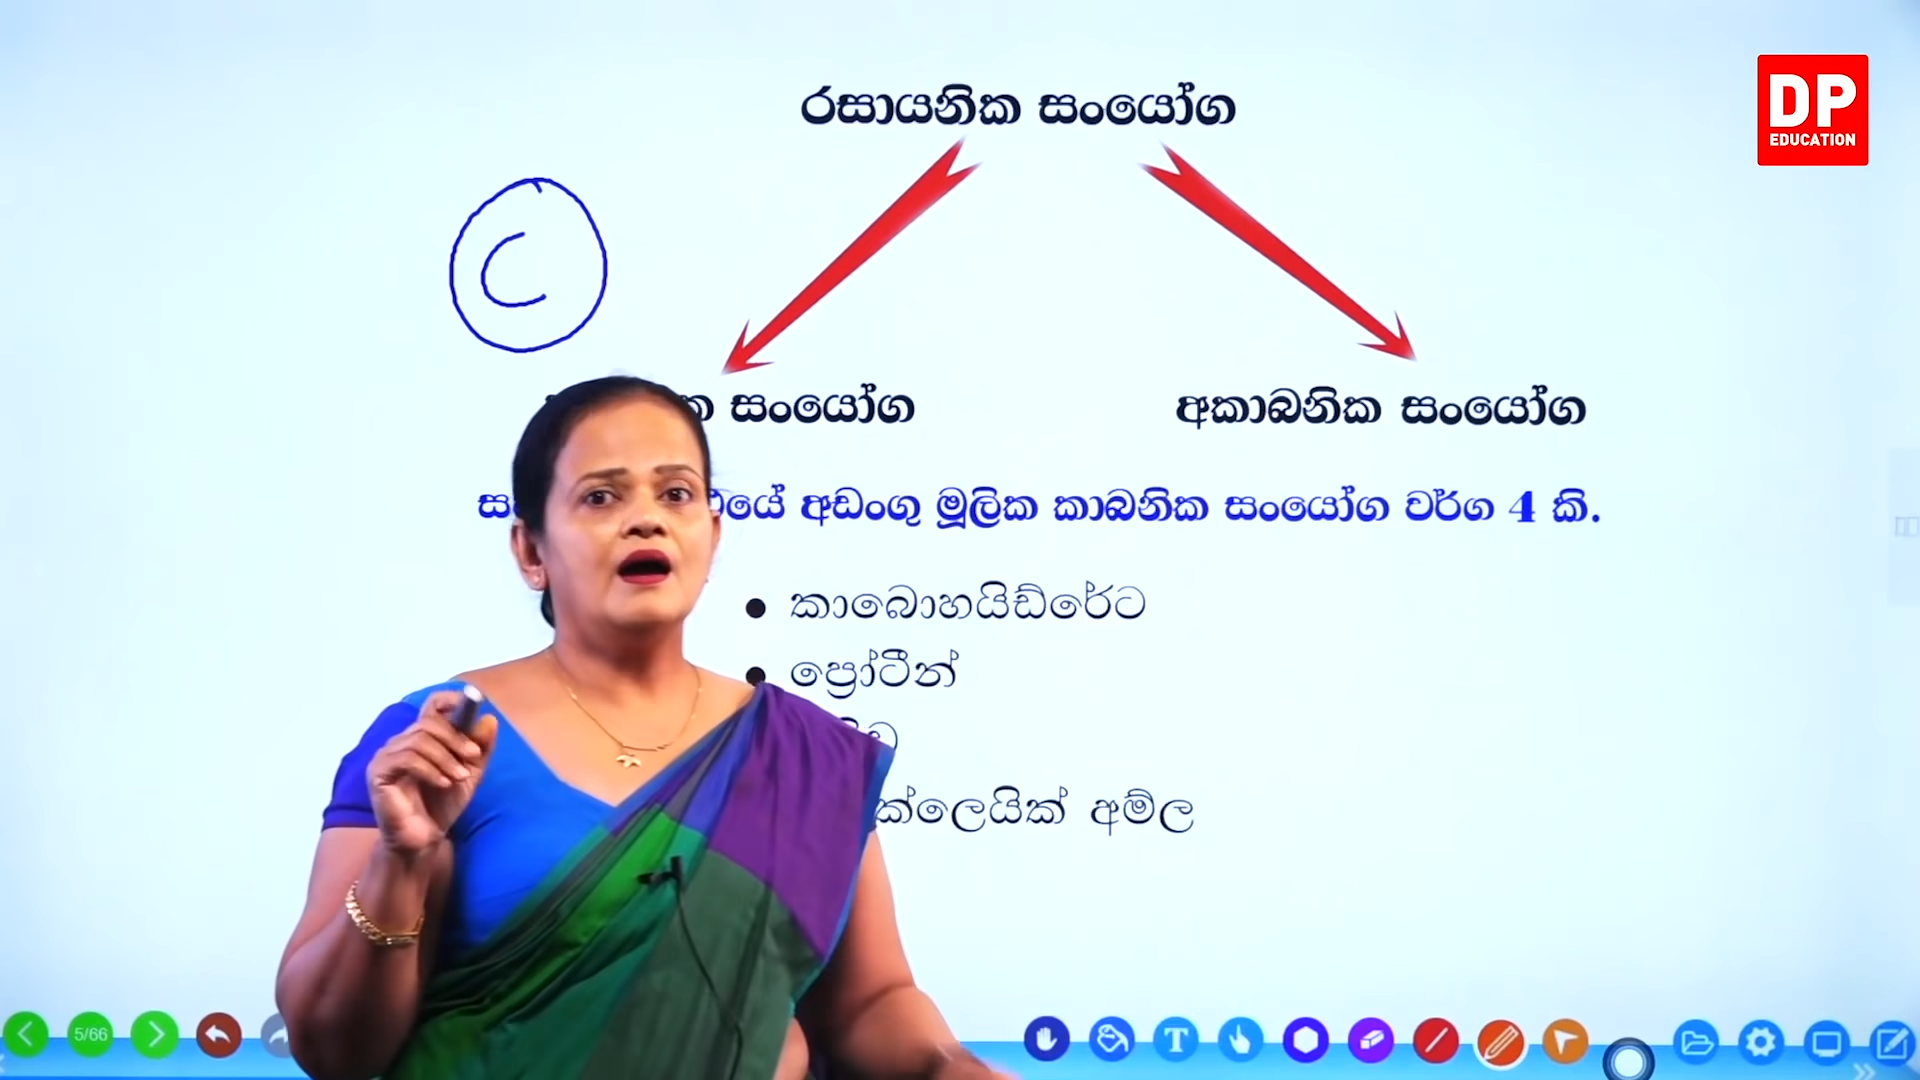 රසායනික සංයෝග
DP
EDUCATION
C
සංයෝග
අකාබනික සංයෝග
අඩංගු මූලික කාබනික සංයෝග වර්ග 4 කි.
• කාබොහයිඩ්රේට
• ප්‍රෝටීන්
අම්ල
5/66
T